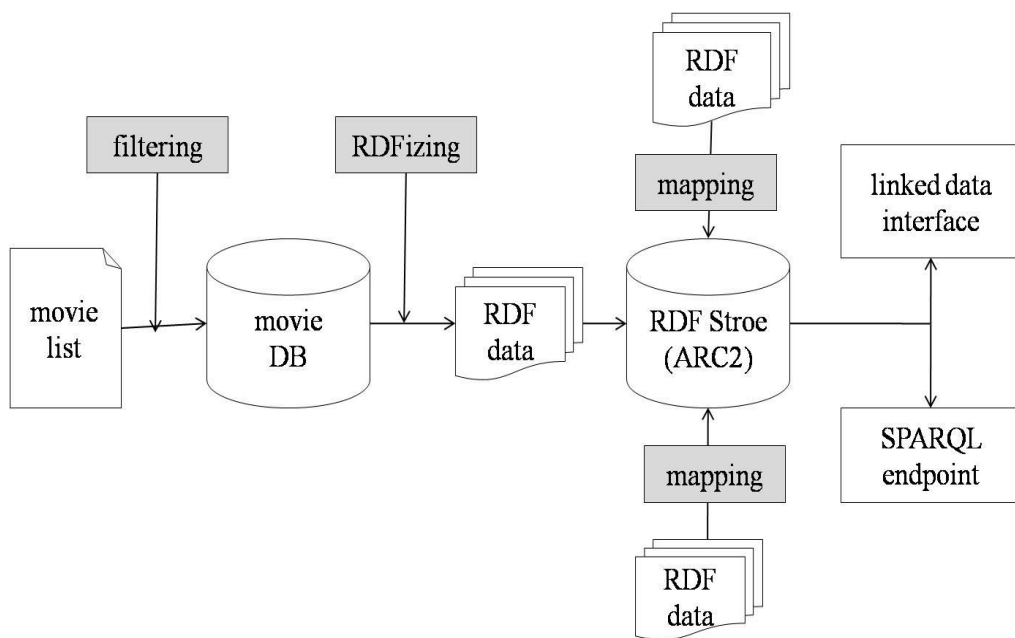 RDF
data
filtering
RDFizing
mapping
linked data
interface
movie
list
movie
DB
RDF
data
RDF Stroe
(ARC2)
mapping
SPARQL
endpoint
RDF
data